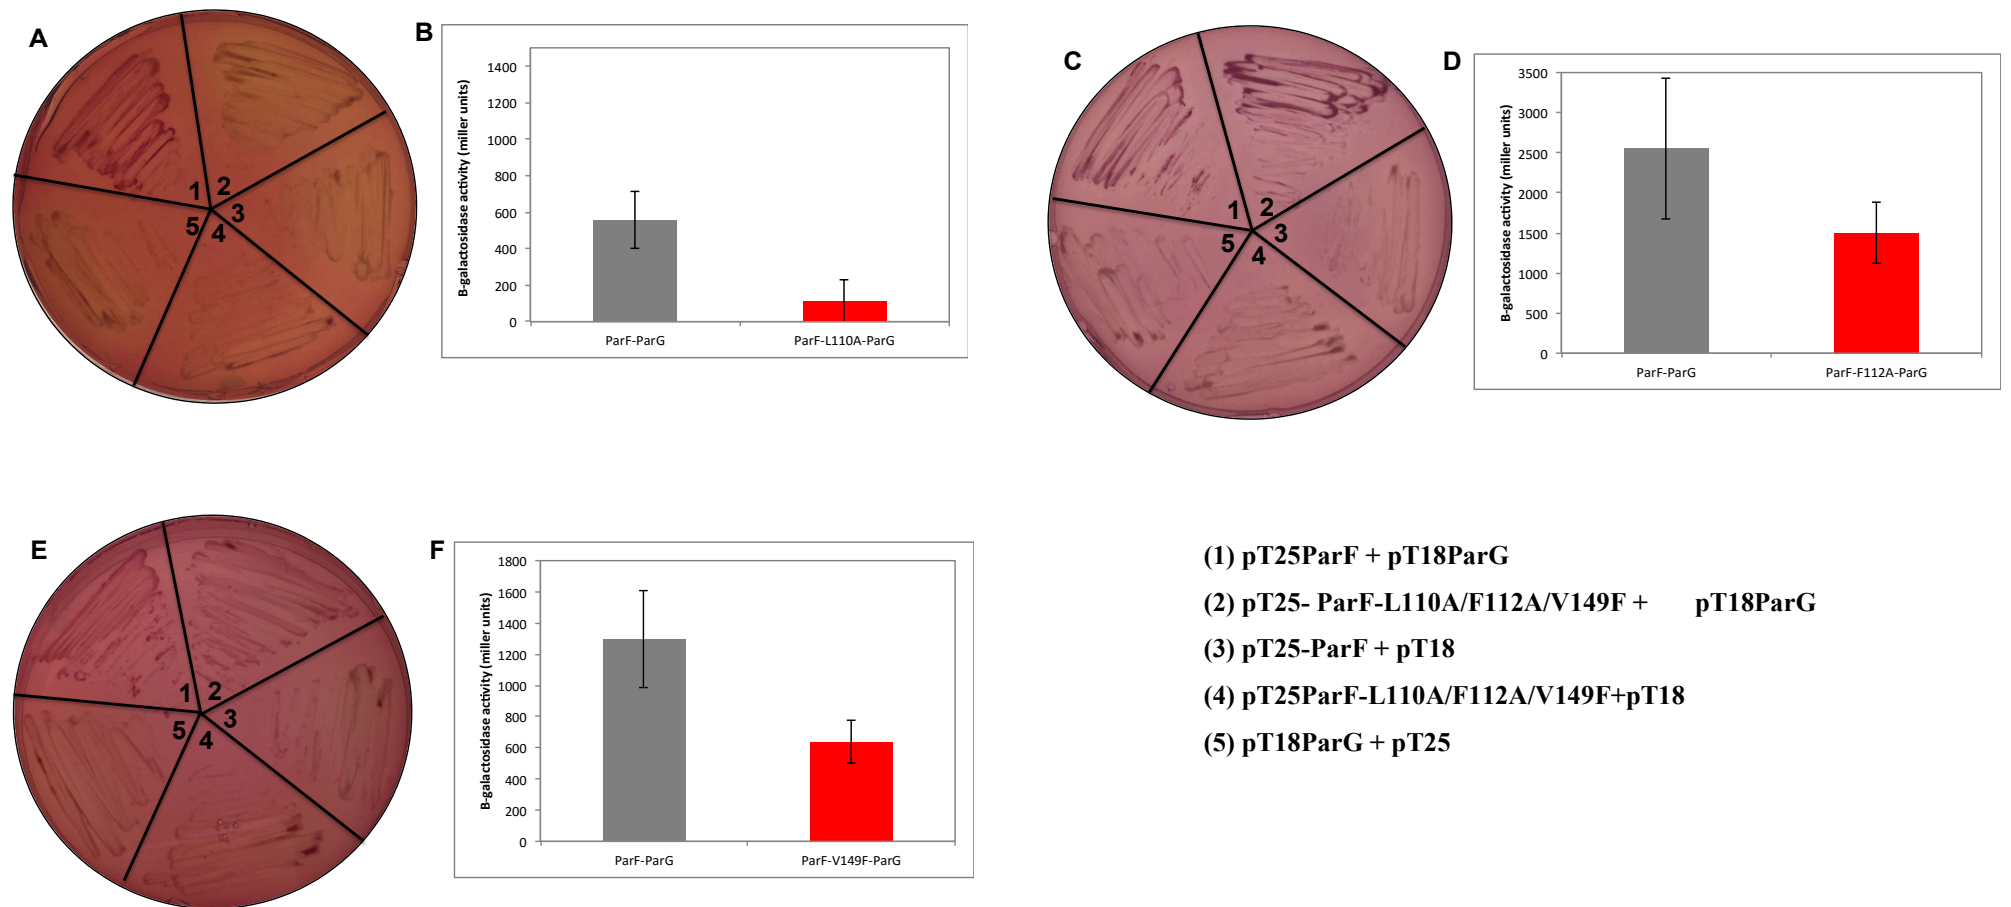 A
1
2
3
4
5
B
B-galactosidase activity (miller units)
1400
1200
1000
800
600
400
200
0
ParF-ParG
ParF-L110A-ParG
C
1
2
3
4
5
D
B-galactosidase activity (miller units)
3500
3000
2500
2000
1500
1000
500
0
ParF-ParG
ParF-F112A-ParG
E
1
2
3
4
5
F
B-galactosidase activity (miller units)
1800
1600
1400
1200
1000
800
600
400
200
0
ParF-ParG
ParF-V149F-ParG
(1) pT25ParF + pT18ParG
(2) pT25- ParF-L110A/F112A/V149F + pT18ParG
(3) pT25-ParF + pT18
(4) pT25ParF-L110A/F112A/V149F+pT18
(5) pT18ParG + pT25